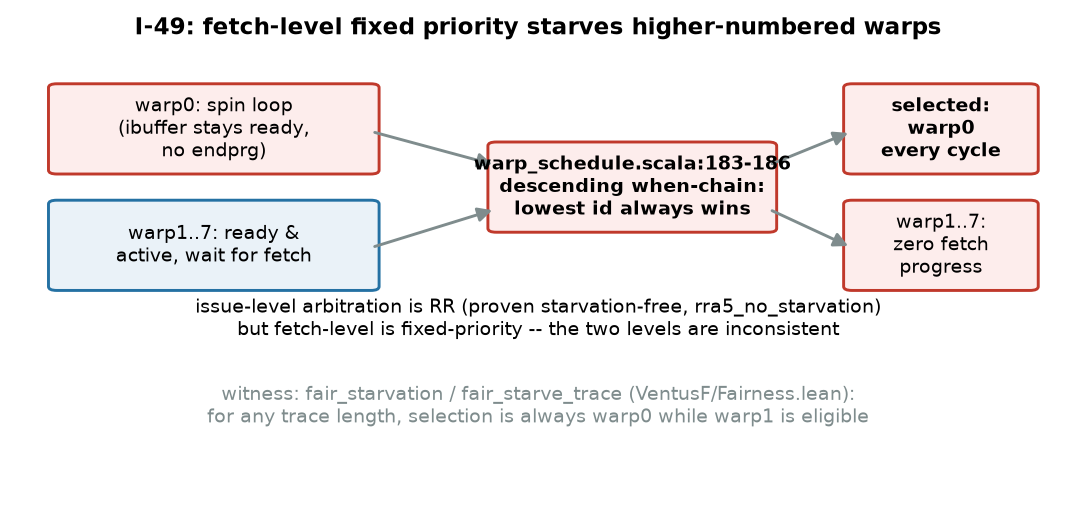 I-49: fetch-level fixed priority starves higher-numbered warps
warp0: spin loop
(ibuffer stays ready,
no endprg)
warp1..7: ready &
active, wait for fetch
warp_schedule.scala:183-186
descending when-chain:
lowest id always wins
selected:
warp0
every cycle
warp1..7:
zero fetch
progress
issue-level arbitration is RR (proven starvation-free, rra5_no_starvation)
but fetch-level is fixed-priority -- the two levels are inconsistent
witness: fair_starvation / fair_starve_trace (VentusF/Fairness.lean):
for any trace length, selection is always warp0 while warp1 is eligible